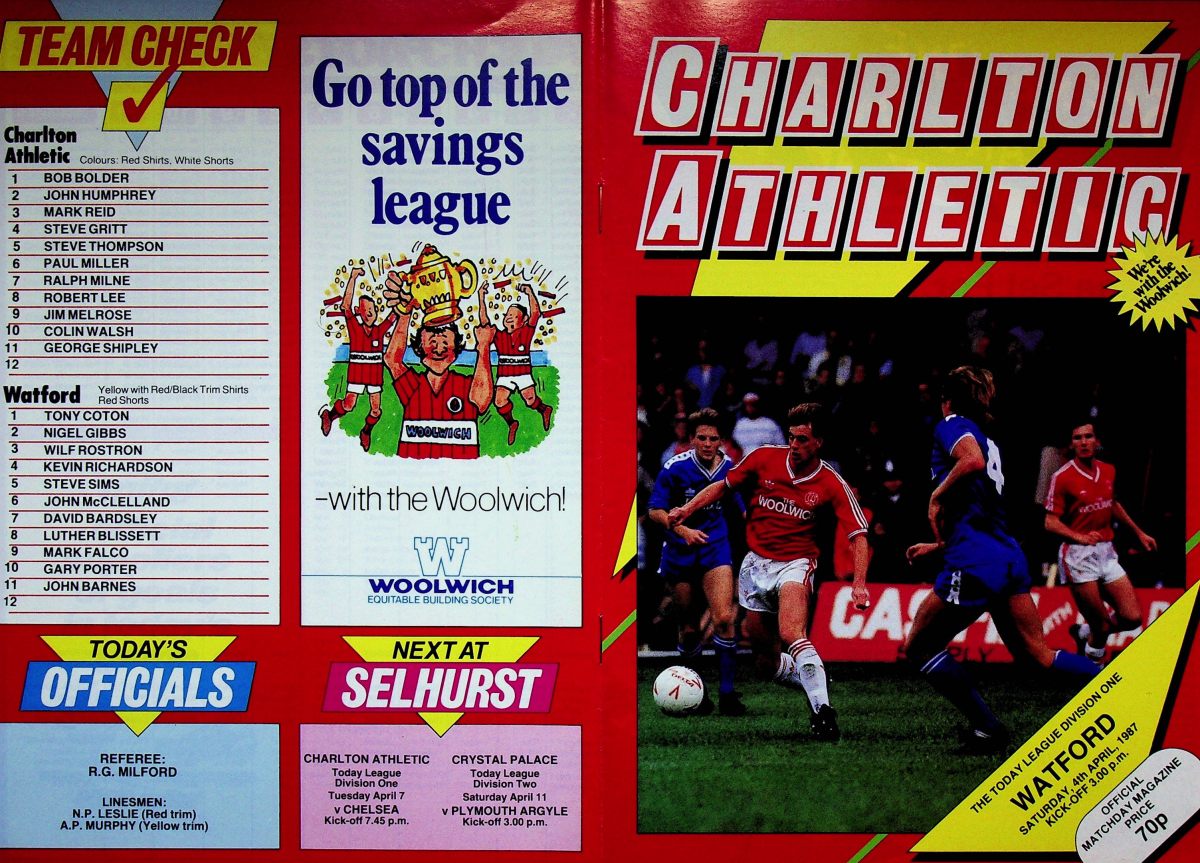 TEAM CHECK
Charlton
Athletic Colours: Red Shirts, White Shorts
1 BOB BOLDER
2 JOHN HUMPHREY
3 MARK REID
4 STEVE GRITT
5 STEVE THOMPSON
6 PAUL MILLER
7 RALPH MILNE
8 ROBERT LEE
9 JIM MELROSE
10 COLIN WALSH
11 GEORGE SHIPLEY
12
Watford Yellow with Red/Black Trim Shirts
Red Shorts
1 TONY COTON
2 NIGEL GIBBS
3 WILF ROSTRON
4 KEVIN RICHARDSON
5 STEVE SIMS
6 JOHN McCLELLAND
7 DAVID BARDSLEY
8 LUTHER BLISSETT
9 MARK FALCO
10 GARY PORTER
11 JOHN BARNES
12
TODAY'S
OFFICIALS
REFEREE:
R.G. MILFORD
LINESMEN:
N.P. LESLIE (Red trim)
A.P. MURPHY (Yellow trim)
Go top of the
savings
league
WOOLWICH
WOOLWICH
WOOLWICH
–with the Woolwich!
WOOLWICH
EQUITABLE BUILDING SOCIETY
NEXT AT
SELHURST
CHARLTON ATHLETIC
Today League
Division One
Tuesday April 7
v CHELSEA
Kick-off 7.45 p.m.
CRYSTAL PALACE
Today League
Division Two
Saturday April 11
v PLYMOUTH ARGYLE
Kick-off 3.00 p.m.
CHARLTON
ATHLETIC
We're
with the
Woolwich!
THE
WOOLWICH
4
WOOLWICH
THE TODAY LEAGUE DIVISION ONE
WATFORD
SATURDAY, 4th APRIL, 1987
KICK-OFF 3.00 p.m.
OFFICIAL
MATCHDAY MAGAZINE
PRICE
70p